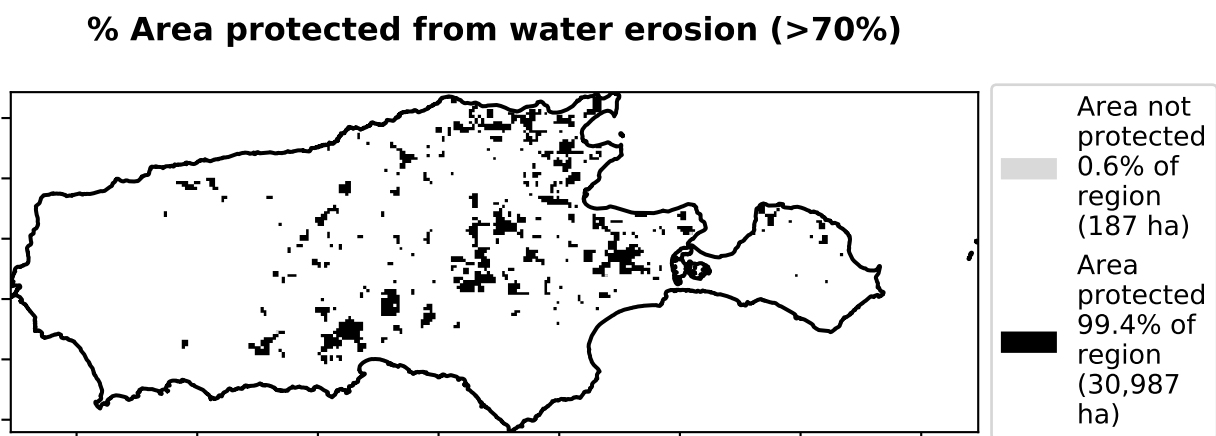 % Area protected from water erosion (>70%)
Area not
protected
0.6% of
region
(187 ha)
Area
protected
99.4% of
region
(30,987
ha)